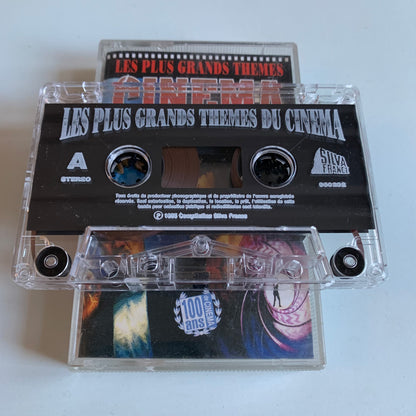 LES PLUS GRANDS THEMES
CINEMA
LES PLUS GRANDS THEMES DU CINEMA
A
STEREO
SILVA
FRANCE
Tous droits du producteur phonographique et du propriétaire de l'œuvre enregistrée
réservés. Sauf autorisation, la duplication, la location, le prêt, l'utilisation de cette
bande pour exécution publique et radiodiffusion sont interdits.
℗ 1995 Compilation Silva France
100
ans